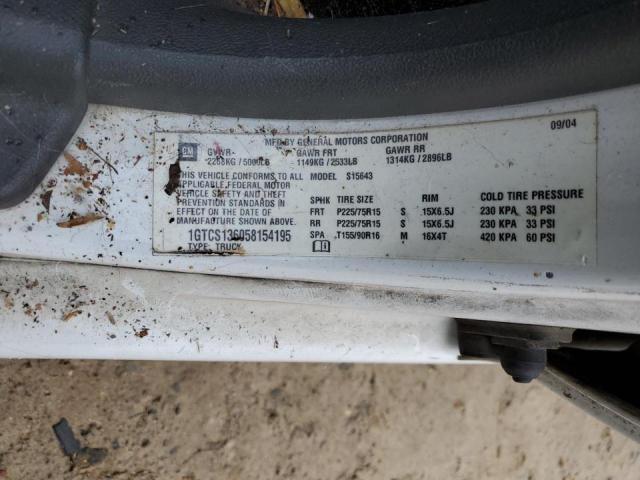 09/04
MFG BY GENERAL MOTORS CORPORATION
GM GVWR GAWR FRT GAWR RR
2268KG / 5000LB 1149KG / 2533LB 1314KG / 2896LB
THIS VEHICLE CONFORMS TO ALL MODEL S15643
APPLICABLE FEDERAL MOTOR
VEHICLE SAFETY AND THEFT SPHK TIRE SIZE RIM COLD TIRE PRESSURE
PREVENTION STANDARDS IN
EFFECT ON THE DATE OF FRT P225/75R15 S 15X6.5J 230 KPA 33 PSI
MANUFACTURE SHOWN ABOVE. RR P225/75R15 S 15X6.5J 230 KPA 33 PSI
1GTCS136058154195 SPA T155/90R16 M 16X4T 420 KPA 60 PSI
TYPE: TRUCK